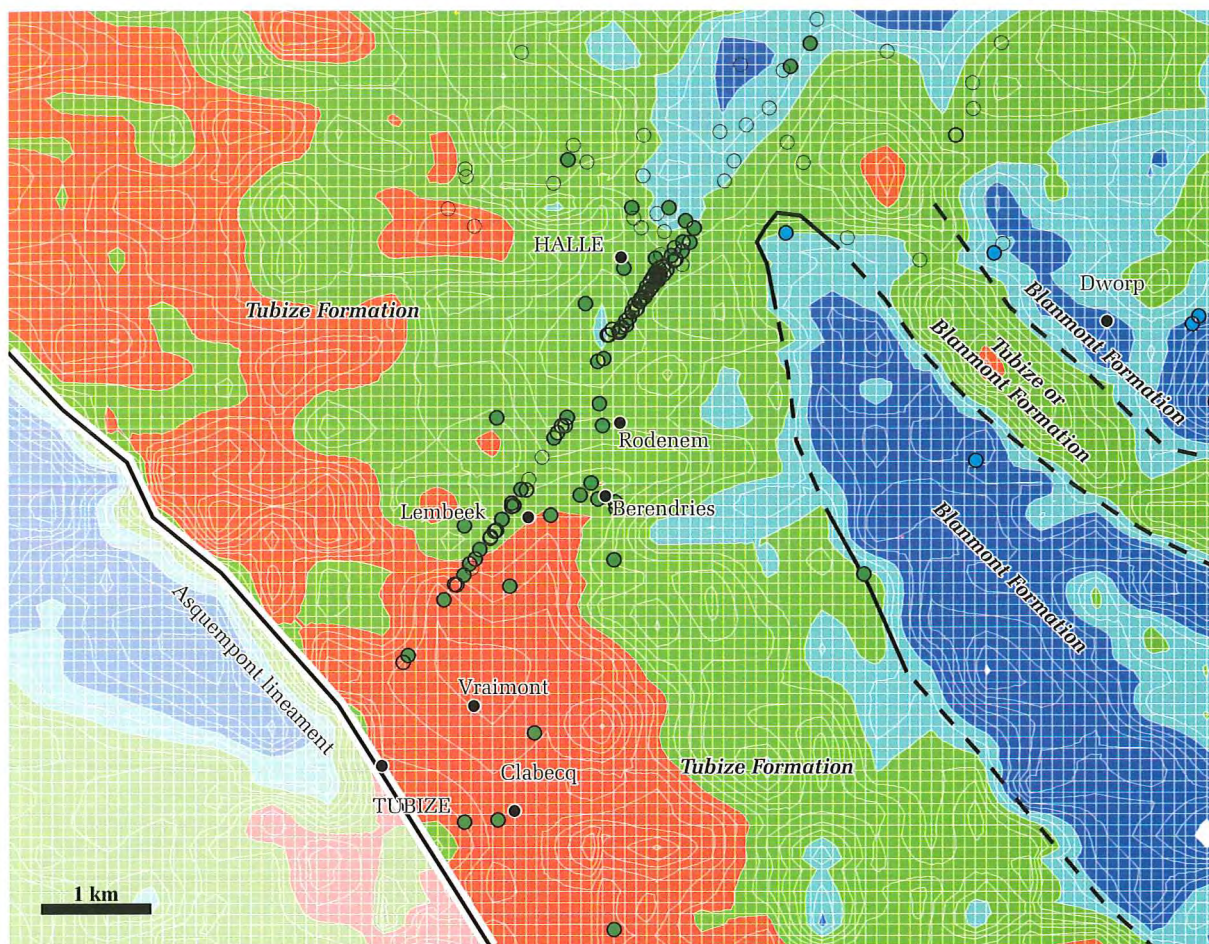 HALLE
Dworp
Tubize Formation
Blanmont Formation
Tubize or
Blanmont Formation
Rodenem
Lembeek
Berendries
Blanmont Formation
Asquempont lineament
Vraimont
Tubize Formation
Clabecq
TUBIZE
1 km